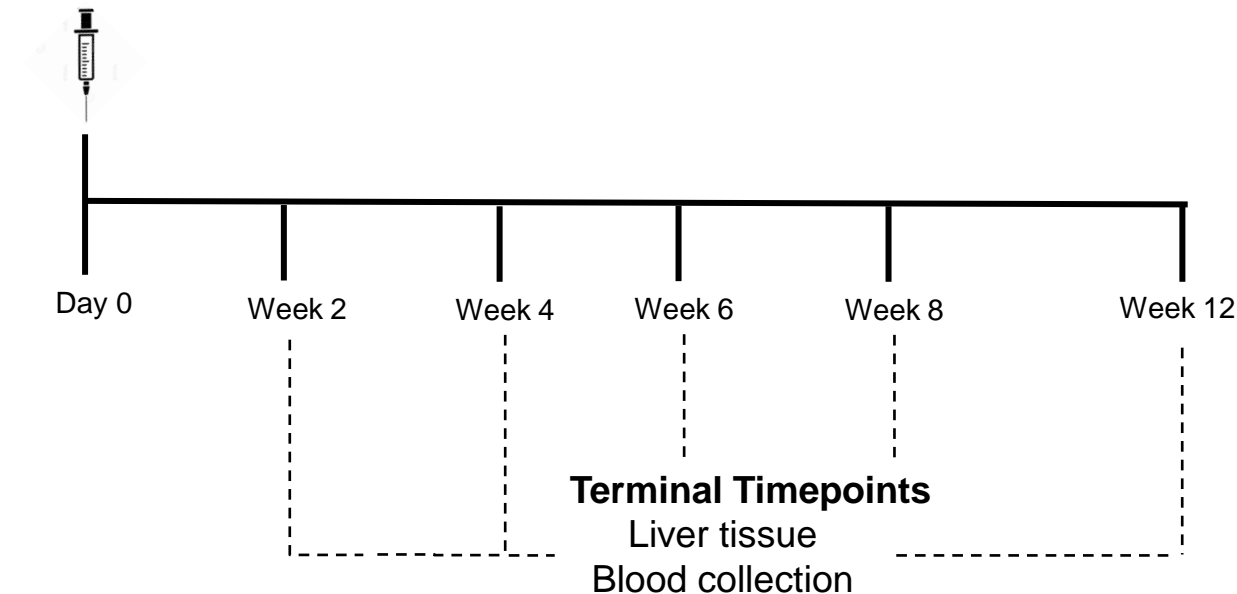 Day 0
Week 2
Week 4
Week 6
Week 8
Week 12
Terminal Timepoints
Liver tissue
Blood collection